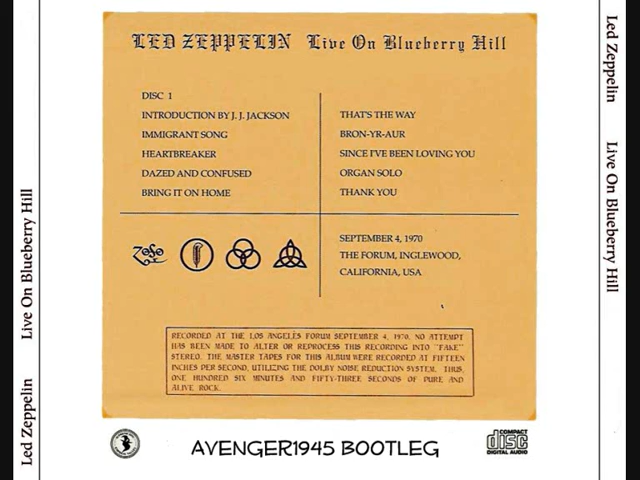 LED ZEPPELIN Live On Blueberry Hill
DISC 1
INTRODUCTION BY J. J. JACKSON
IMMIGRANT SONG
HEARTBREAKER
DAZED AND CONFUSED
BRING IT ON HOME
THAT'S THE WAY
BRON-YR-AUR
SINCE I'VE BEEN LOVING YOU
ORGAN SOLO
THANK YOU
ZoSo
SEPTEMBER 4, 1970
THE FORUM, INGLEWOOD,
CALIFORNIA, USA
RECORDED AT THE LOS ANGELES FORUM SEPTEMBER 4, 1970. NO ATTEMPT
HAS BEEN MADE TO ALTER OR REPROCESS THIS RECORDING INTO "FAKE"
STEREO. THE MASTER TAPES FOR THIS ALBUM WERE RECORDED AT FIFTEEN
INCHES PER SECOND, UTILIZING THE DOLBY NOISE REDUCTION SYSTEM. THUS,
ONE HUNDRED SIX MINUTES AND FIFTY-THREE SECONDS OF PURE AND
ALIVE ROCK.
AVENGER1945 BOOTLEG
COMPACT
disc
DIGITAL AUDIO
Led Zeppelin Live On Blueberry Hill
Led Zeppelin Live On Blueberry Hill